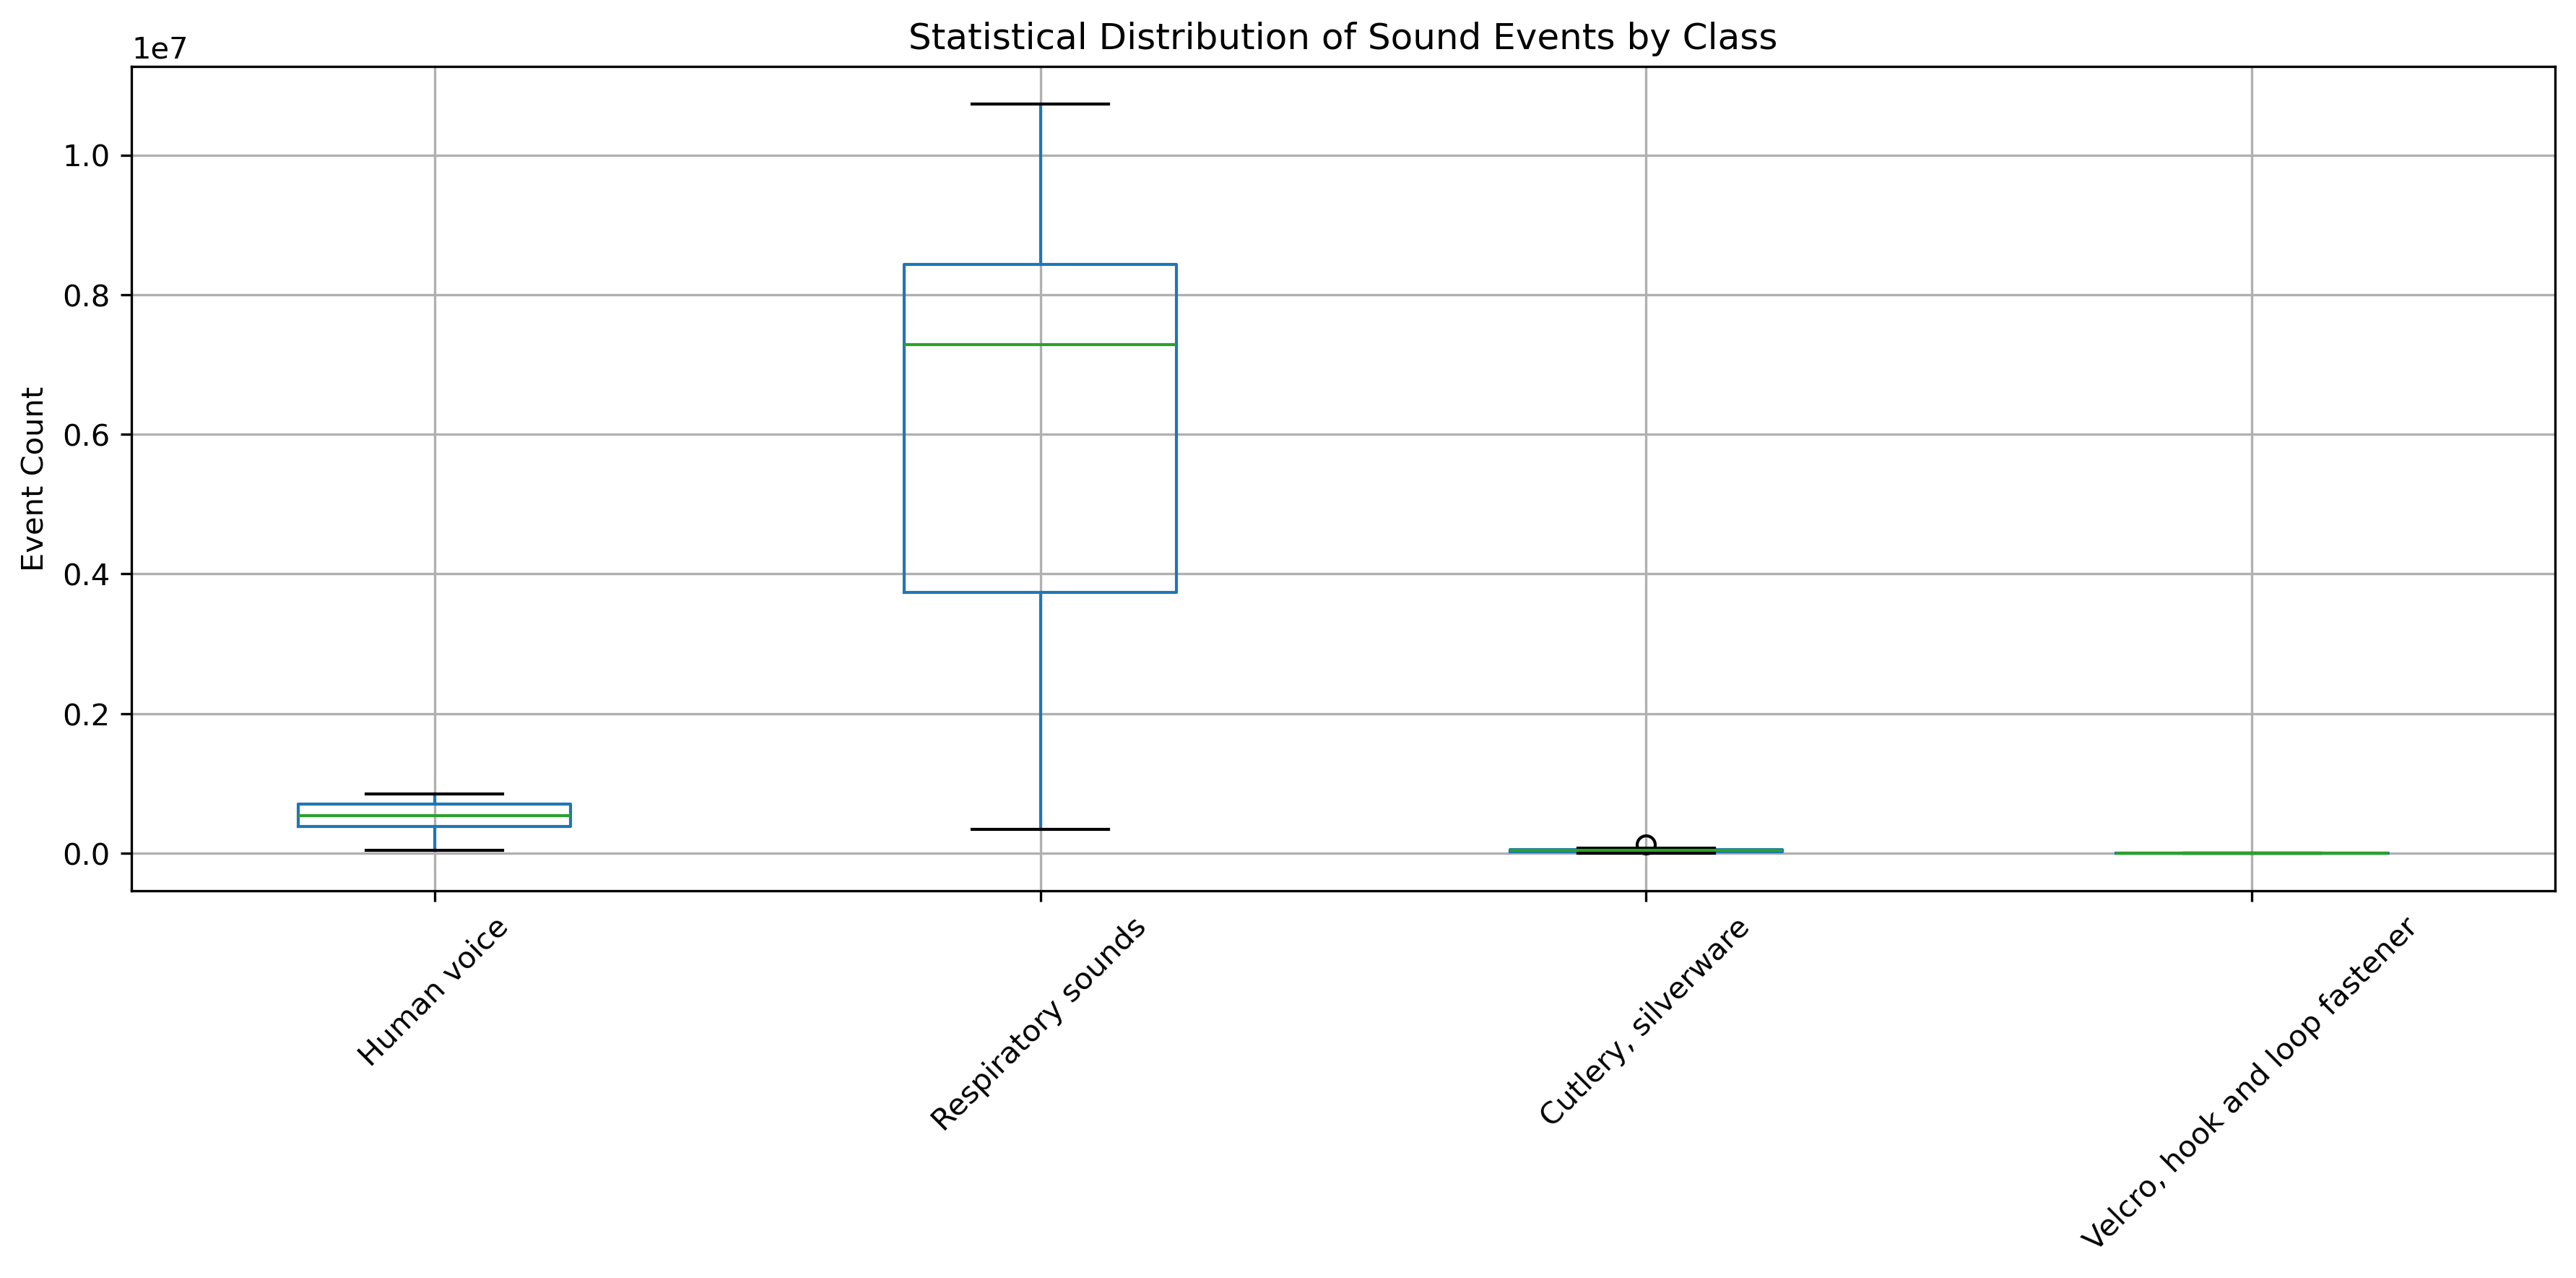 Statistical Distribution of Sound Events by Class
1e7
1.0
0.8
0.6
0.4
0.2
0.0
Event Count
Human voice
Respiratory sounds
Cutlery, silverware
Velcro, hook and loop fastener